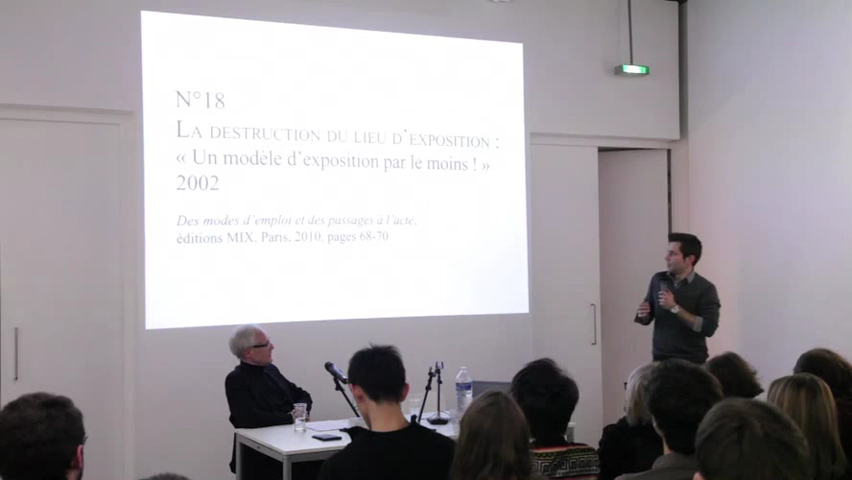 N°18
LA DESTRUCTION DU LIEU D'EXPOSITION :
« Un modèle d'exposition par le moins ! »
2002
Des modes d'emploi et des passages à l'acte,
éditions MIX, Paris, 2010, pages 68-70